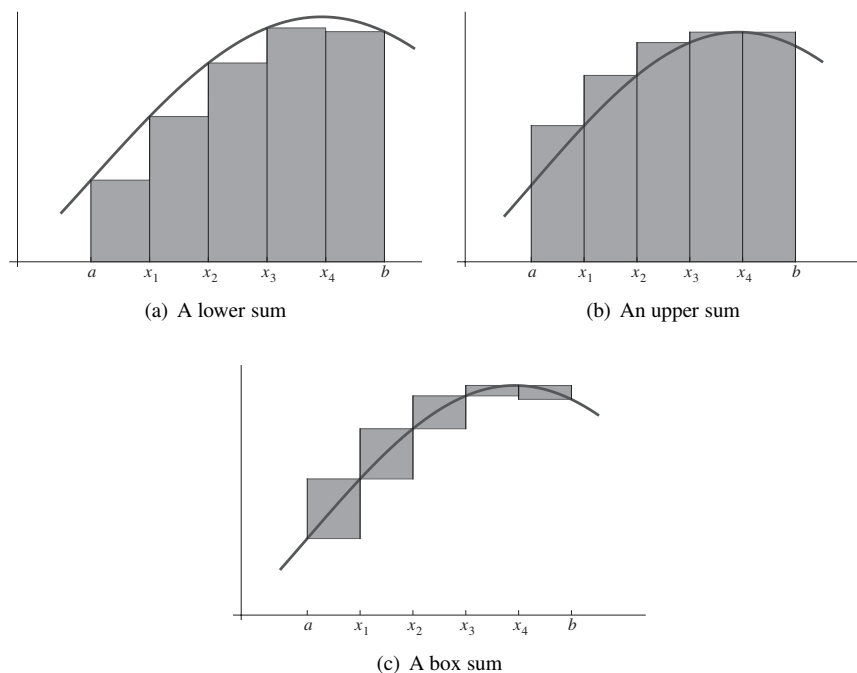 a x₁ x₂ x₃ x₄ b
a x₁ x₂ x₃ x₄ b
(a) A lower sum
(b) An upper sum
a x₁ x₂ x₃ x₄ b
(c) A box sum